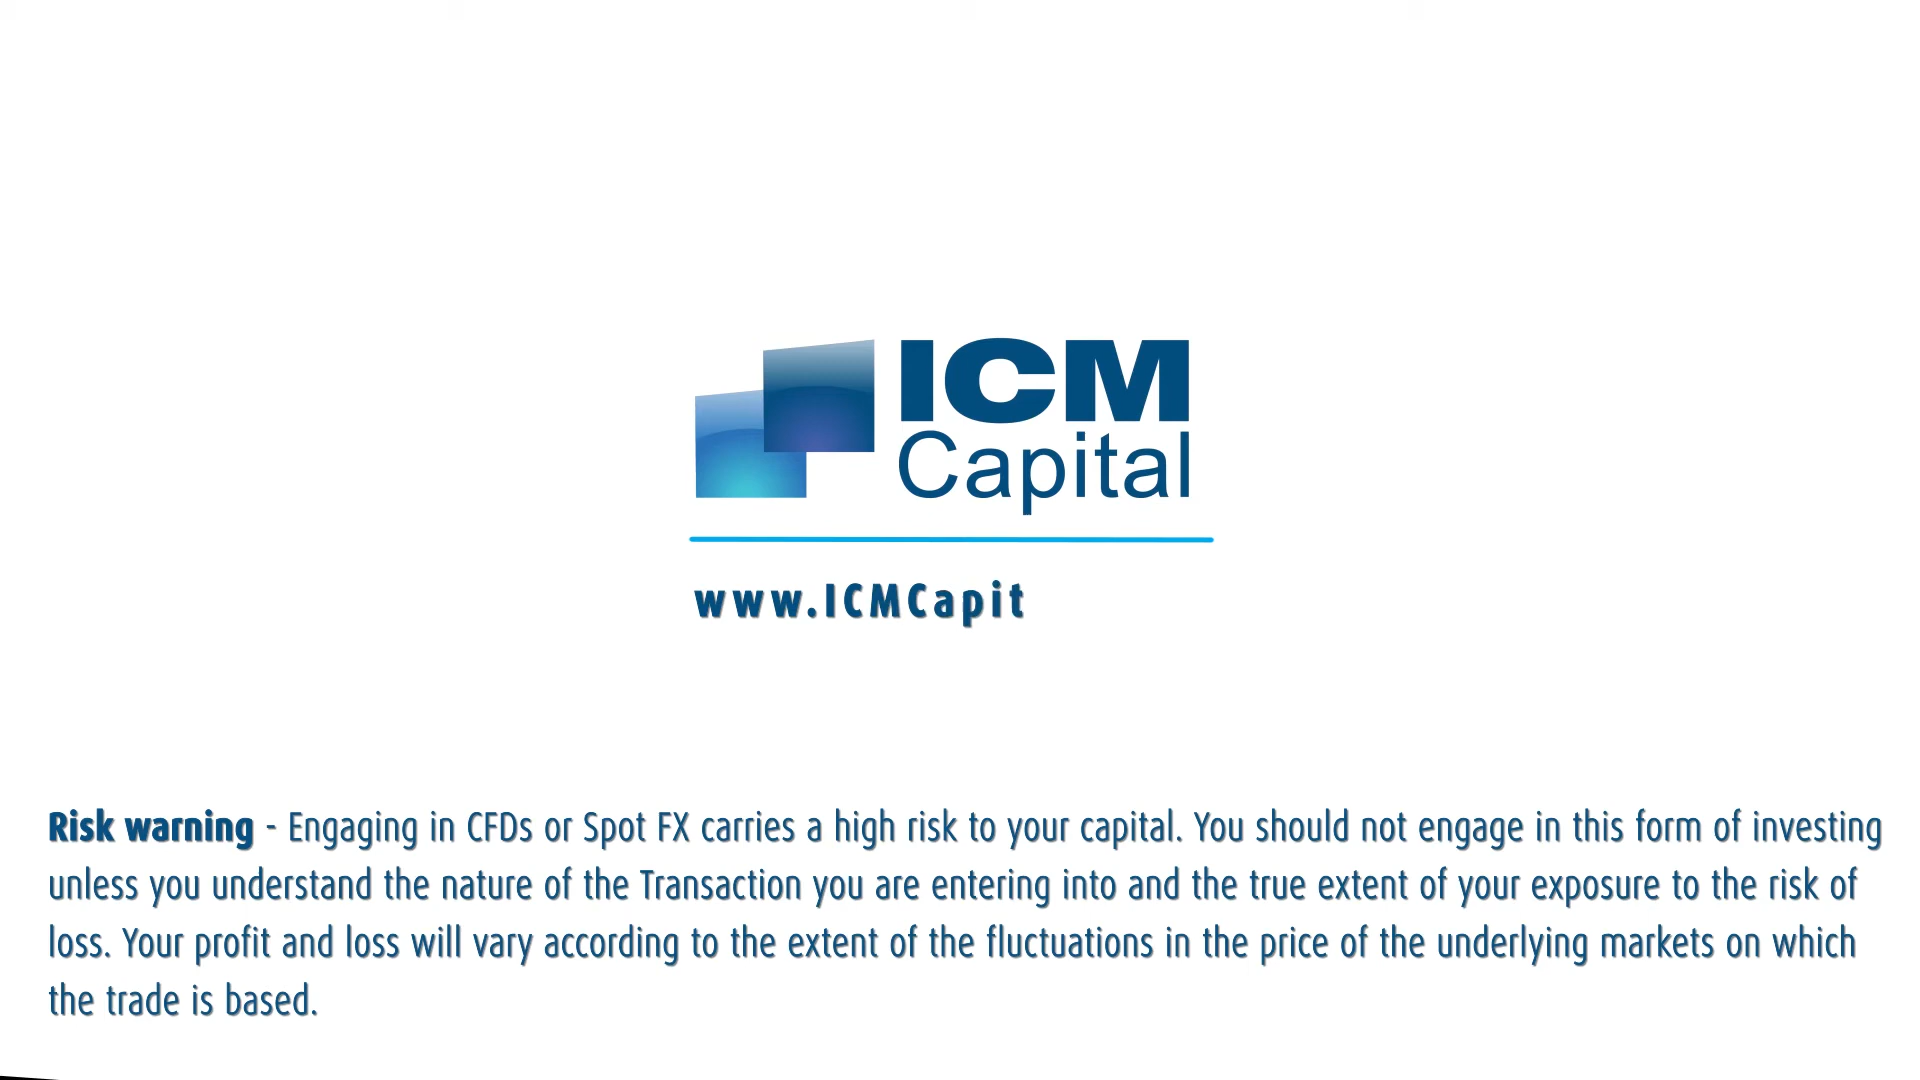 ICM
Capital
www.ICMCapit
Risk warning - Engaging in CFDs or Spot FX carries a high risk to your capital. You should not engage in this form of investing
unless you understand the nature of the Transaction you are entering into and the true extent of your exposure to the risk of
loss. Your profit and loss will vary according to the extent of the fluctuations in the price of the underlying markets on which
the trade is based.